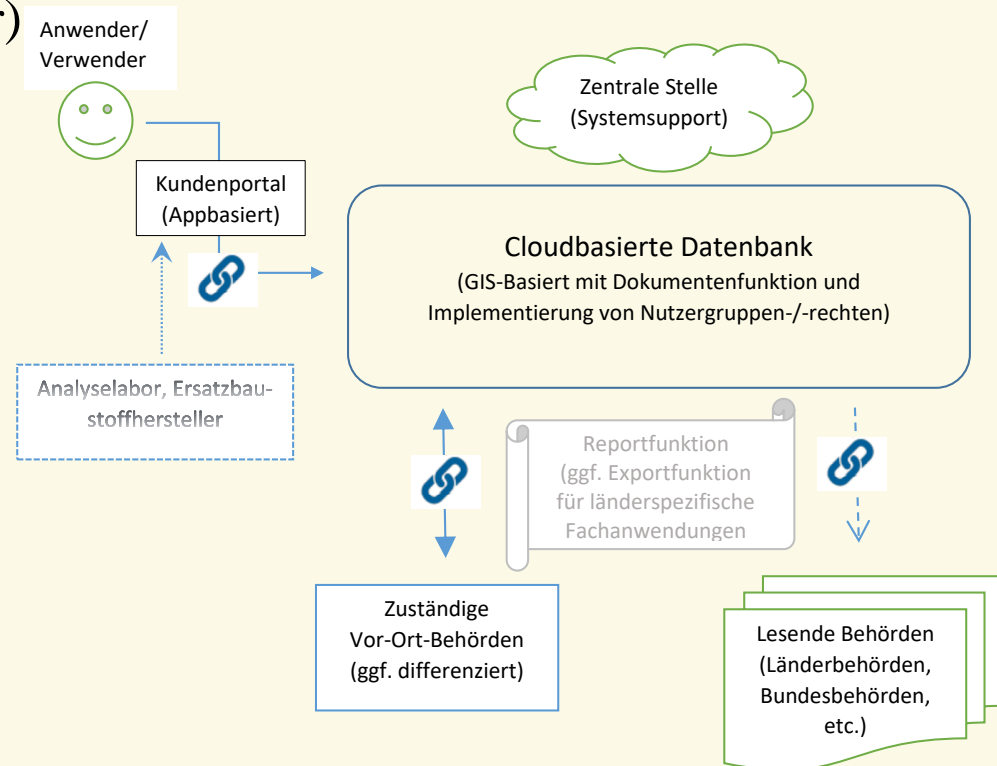 r)
Anwender/
Verwender
Zentrale Stelle
(Systemsupport)
Kundenportal
(Appbasiert)
Cloudbasierte Datenbank
(GIS-Basiert mit Dokumentenfunktion und
Implementierung von Nutzergruppen-/-rechten)
Analyselabor, Ersatzbau-
stoffhersteller
Reportfunktion
(ggf. Exportfunktion
für länderspezifische
Fachanwendungen
Zuständige
Vor-Ort-Behörden
(ggf. differenziert)
Lesende Behörden
(Länderbehörden,
Bundesbehörden,
etc.)